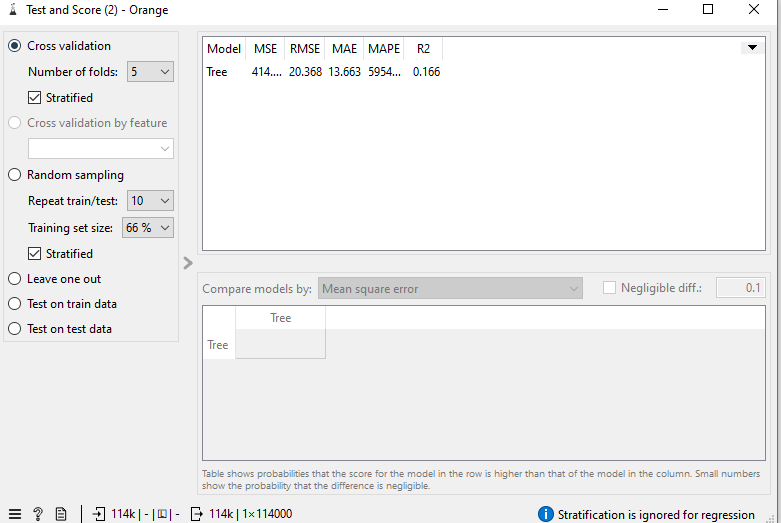 Test and Score (2) - Orange
Cross validation
Number of folds: 5
Stratified
Cross validation by feature
Random sampling
Repeat train/test: 10
Training set size: 66 %
Stratified
Leave one out
Test on train data
Test on test data
Model MSE RMSE MAE MAPE R2
Tree 414.... 20.368 13.663 5954... 0.166
Compare models by: Mean square error Negligible diff.: 0.1
Tree
Tree
Table shows probabilities that the score for the model in the row is higher than that of the model in the column. Small numbers
show the probability that the difference is negligible.
114k | - | - 114k | 1×114000
Stratification is ignored for regression